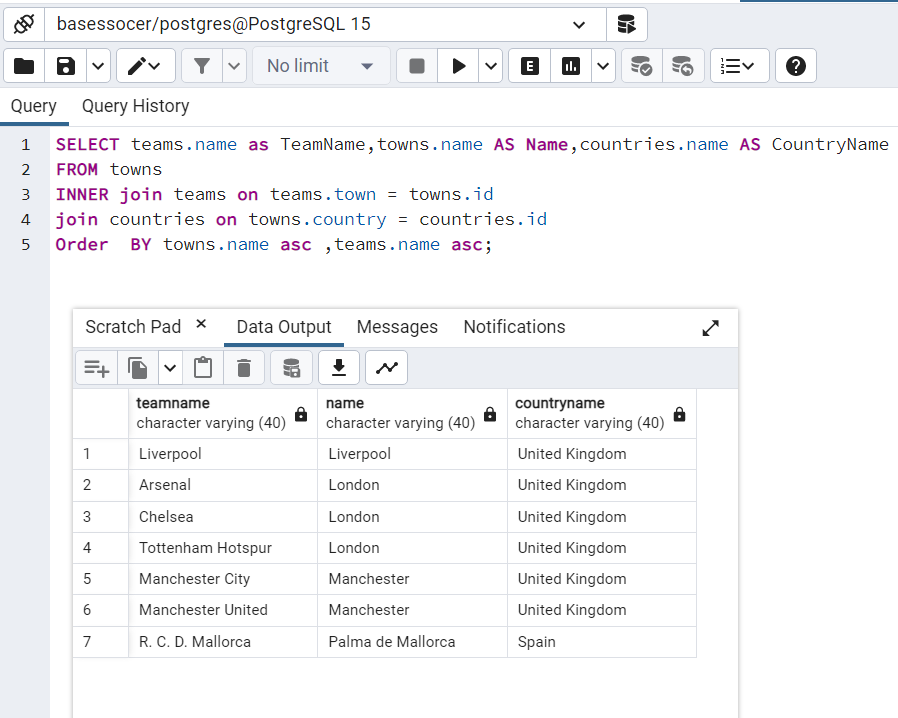 basessocer/postgres@PostgreSQL 15
No limit
E
Query Query History
1 SELECT teams.name as TeamName,towns.name AS Name,countries.name AS CountryName
2 FROM towns
3 INNER join teams on teams.town = towns.id
4 join countries on towns.country = countries.id
5 Order  BY towns.name asc ,teams.name asc;
Scratch Pad × Data Output Messages Notifications
teamname name countryname
character varying (40) character varying (40) character varying (40)
1 Liverpool Liverpool United Kingdom
2 Arsenal London United Kingdom
3 Chelsea London United Kingdom
4 Tottenham Hotspur London United Kingdom
5 Manchester City Manchester United Kingdom
6 Manchester United Manchester United Kingdom
7 R. C. D. Mallorca Palma de Mallorca Spain